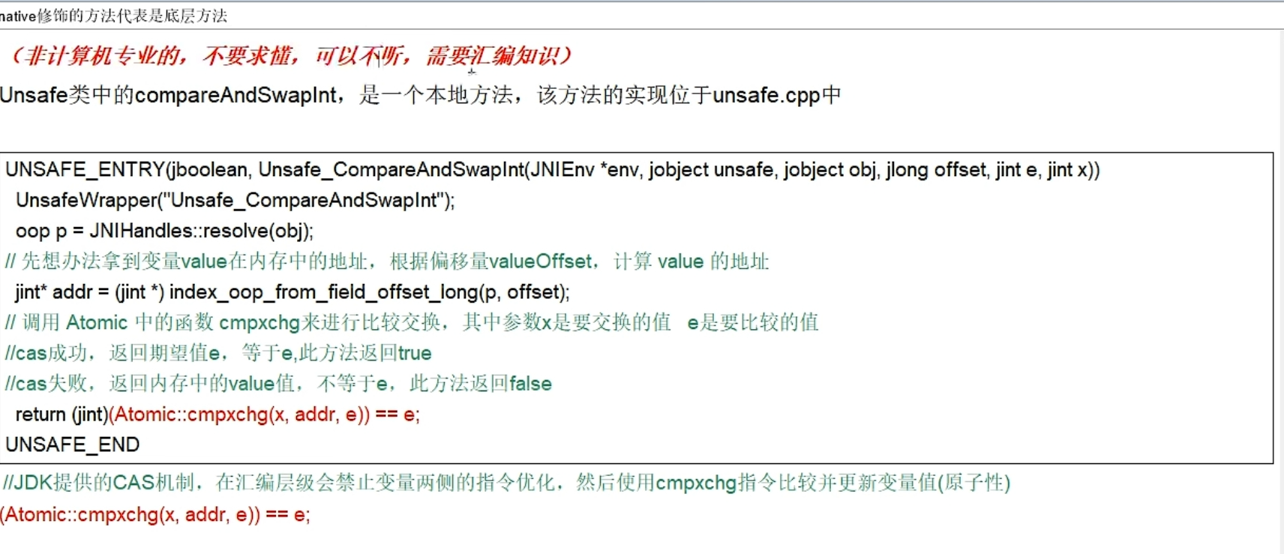 native修饰的方法代表是底层方法
（非计算机专业的，不要求懂，可以不听，需要汇编知识）
Unsafe类中的compareAndSwapInt，是一个本地方法，该方法的实现位于unsafe.cpp中
UNSAFE_ENTRY(jboolean, Unsafe_CompareAndSwapInt(JNIEnv *env, jobject unsafe, jobject obj, jlong offset, jint e, jint x))
UnsafeWrapper("Unsafe_CompareAndSwapInt");
oop p = JNIHandles::resolve(obj);
// 先想办法拿到变量value在内存中的地址，根据偏移量valueOffset，计算 value 的地址
jint* addr = (jint *) index_oop_from_field_offset_long(p, offset);
// 调用 Atomic 中的函数 cmpxchg来进行比较交换，其中参数x是要交换的值 e是要比较的值
//cas成功，返回期望值e，等于e,此方法返回true
//cas失败，返回内存中的value值，不等于e，此方法返回false
return (jint)(Atomic::cmpxchg(x, addr, e)) == e;
UNSAFE_END
//JDK提供的CAS机制，在汇编层级会禁止变量两侧的指令优化，然后使用cmpxchg指令比较并更新变量值(原子性)
(Atomic::cmpxchg(x, addr, e)) == e;